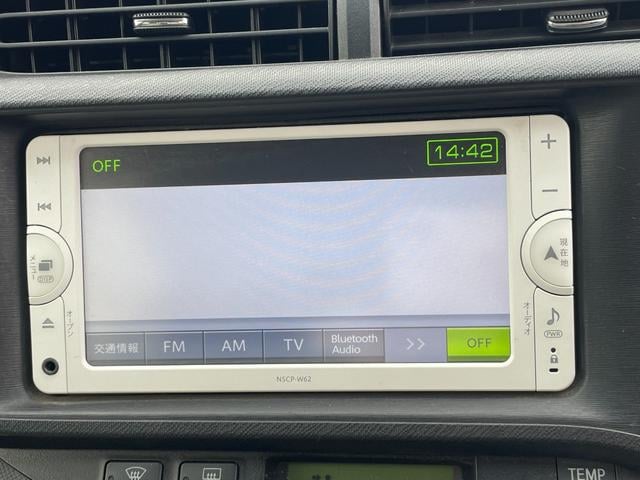 OFF
14:42
メニュー
DISP
現在地
オープン
オーディオ
PWR
交通情報
FM
AM
TV
Bluetooth
Audio
>>
OFF
NSCP-W62
TEMP